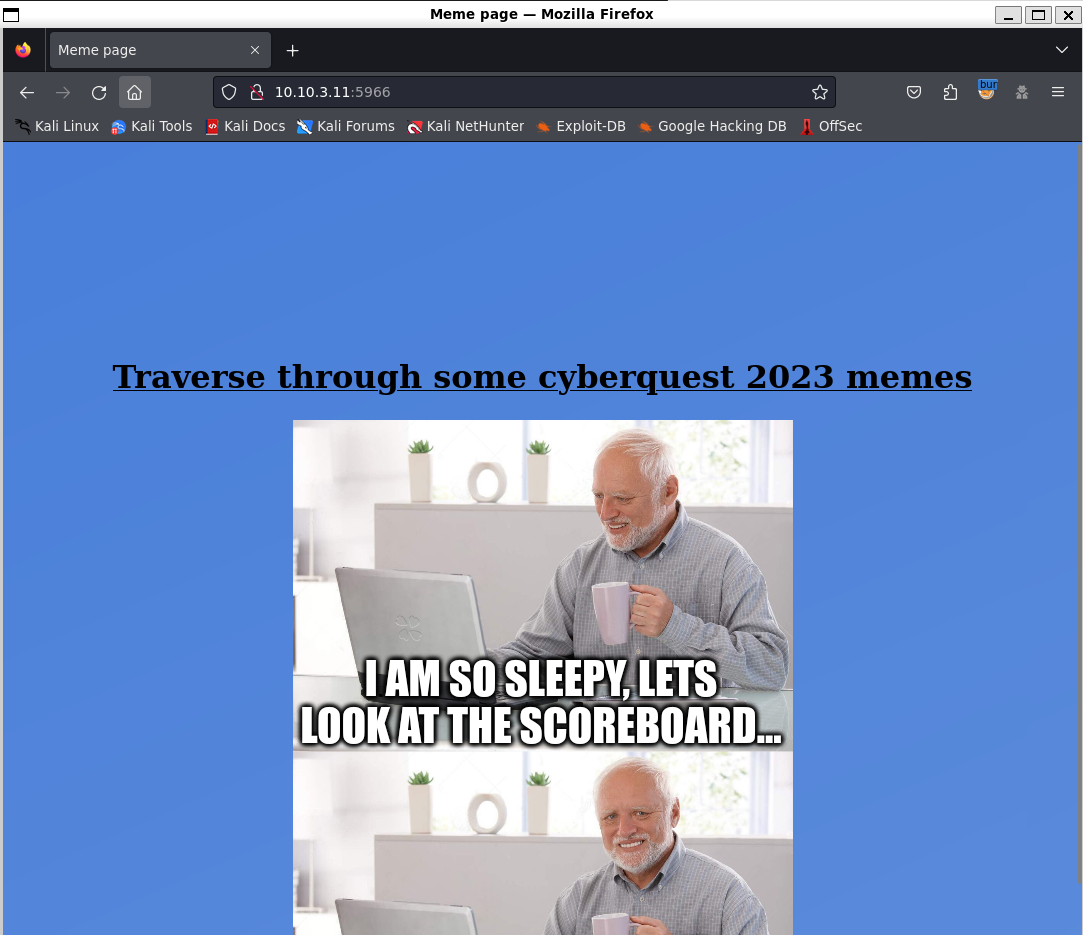 Meme page — Mozilla Firefox
Meme page
10.10.3.11:5966
bur
Kali Linux Kali Tools Kali Docs Kali Forums Kali NetHunter Exploit-DB Google Hacking DB OffSec
Traverse through some cyberquest 2023 memes
I AM SO SLEEPY, LETS
LOOK AT THE SCOREBOARD...